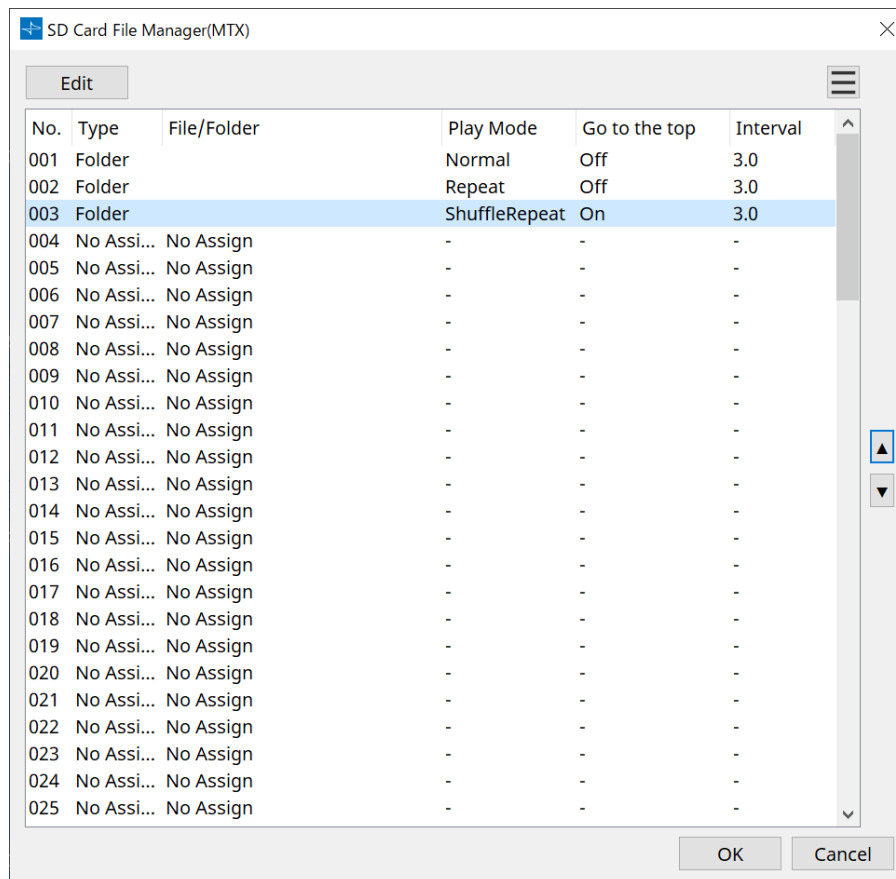 SD Card File Manager(MTX)
Edit
No. Type File/Folder Play Mode Go to the top Interval
001 Folder Normal Off 3.0
002 Folder Repeat Off 3.0
003 Folder ShuffleRepeat On 3.0
004 No Assi... No Assign - - -
005 No Assi... No Assign - - -
006 No Assi... No Assign - - -
007 No Assi... No Assign - - -
008 No Assi... No Assign - - -
009 No Assi... No Assign - - -
010 No Assi... No Assign - - -
011 No Assi... No Assign - - -
012 No Assi... No Assign - - -
013 No Assi... No Assign - - -
014 No Assi... No Assign - - -
015 No Assi... No Assign - - -
016 No Assi... No Assign - - -
017 No Assi... No Assign - - -
018 No Assi... No Assign - - -
019 No Assi... No Assign - - -
020 No Assi... No Assign - - -
021 No Assi... No Assign - - -
022 No Assi... No Assign - - -
023 No Assi... No Assign - - -
024 No Assi... No Assign - - -
025 No Assi... No Assign - - -
OK Cancel